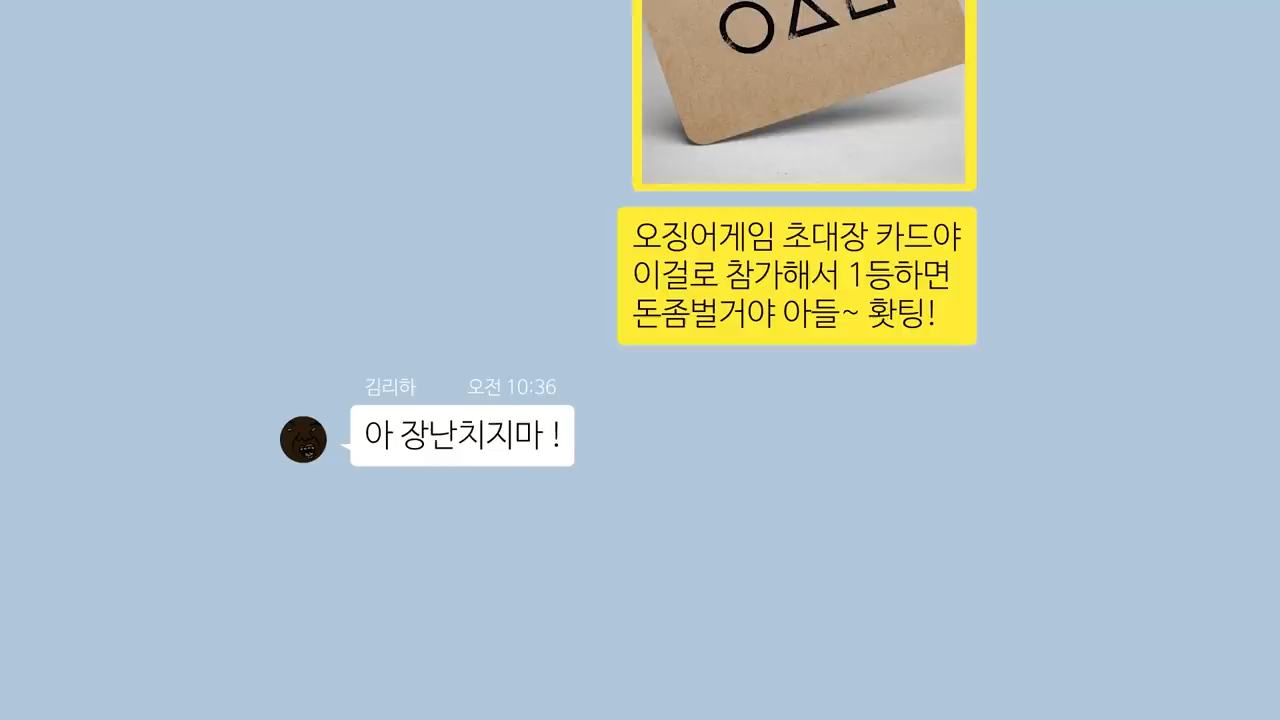 오징어게임 초대장 카드야
이걸로 참가해서 1등하면
돈좀벌거야 아들~ 홧팅!
김리하 오전 10:36
아 장난치지마 !